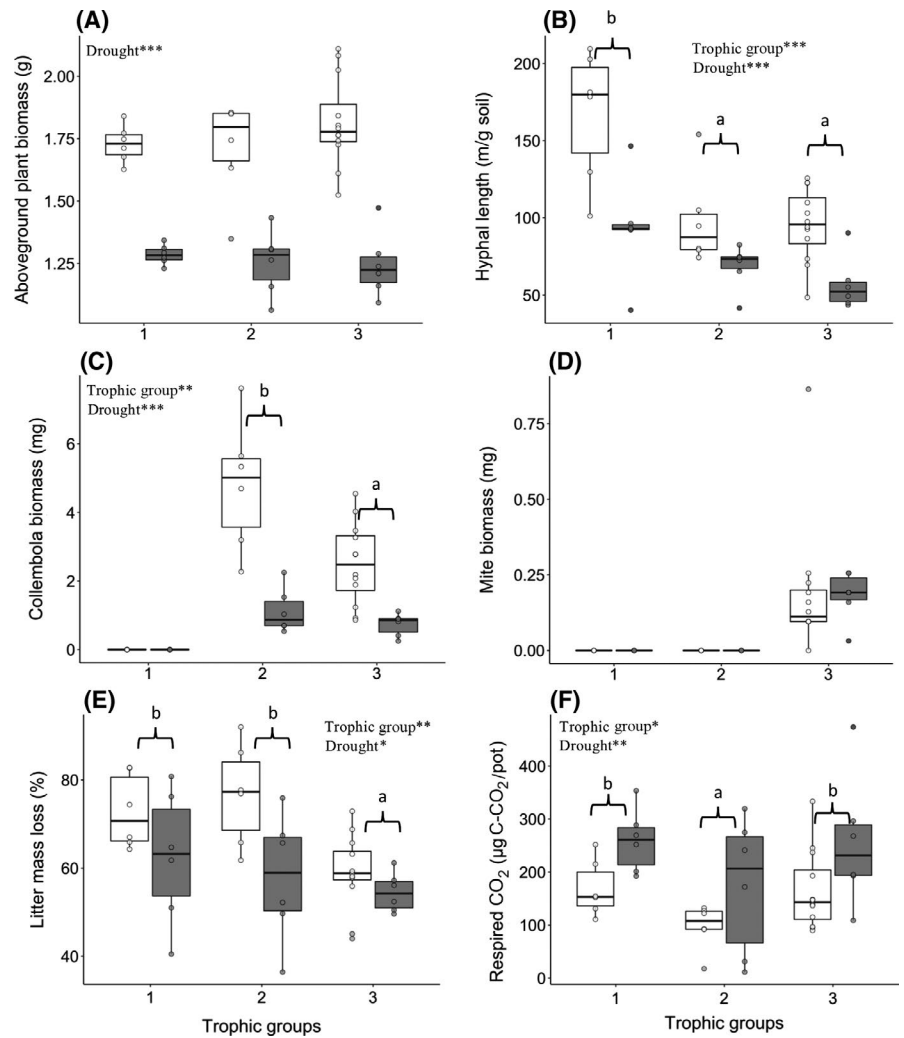 (A)
Drought***
Aboveground plant biomass (g)
2.00
1.75
1.50
1.25
1 2 3
(B)
b
Trophic group***
Drought***
a
a
Hyphal length (m/g soil)
200
150
100
50
1 2 3
(C)
Trophic group**
Drought***
b
a
Collembola biomass (mg)
6
4
2
0
1 2 3
(D)
Mite biomass (mg)
0.75
0.50
0.25
0.00
1 2 3
(E)
b
b
Trophic group**
Drought*
a
Litter mass loss (%)
80
60
40
1 2 3
Trophic groups
(F)
Trophic group*
Drought**
b
a
b
Respired CO₂ (µg C-CO₂/pot)
400
300
200
100
0
1 2 3
Trophic groups